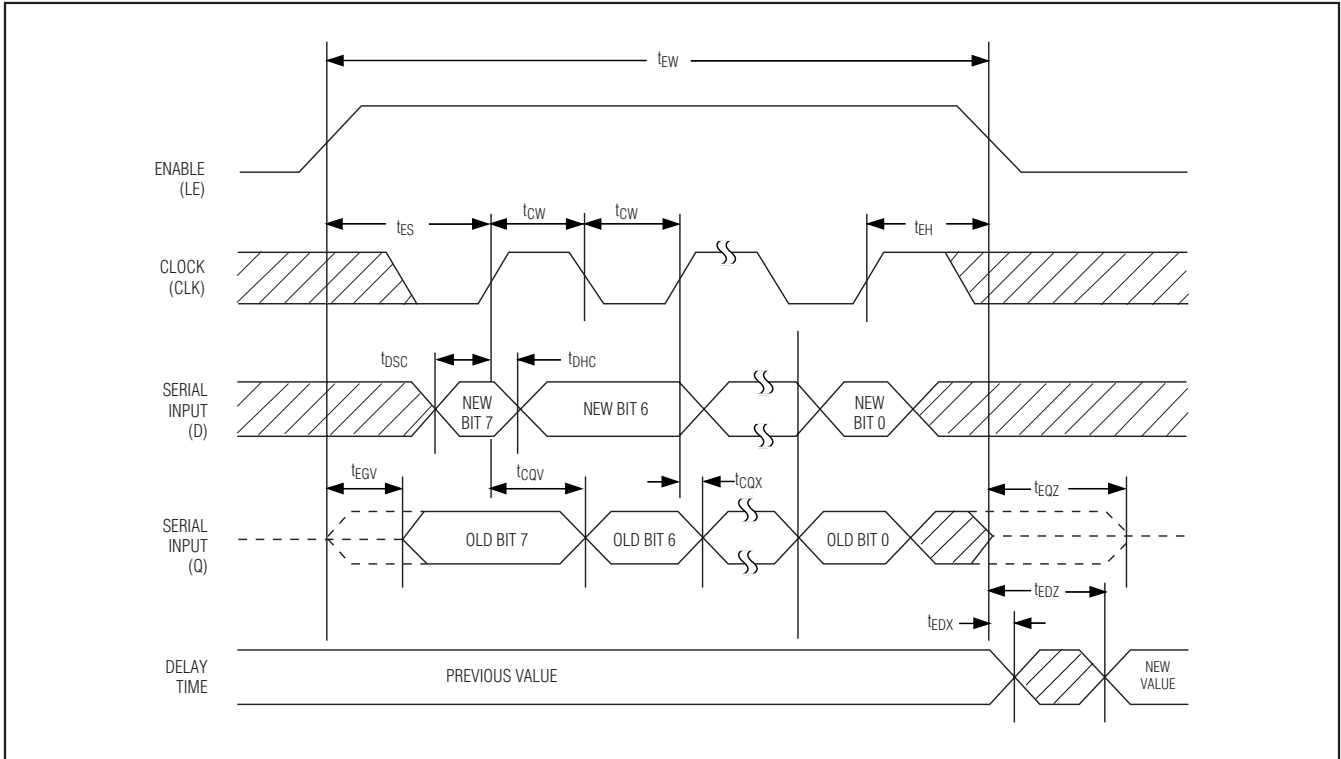 tEW
ENABLE
(LE)
tES
tCW
tCW
tEH
CLOCK
(CLK)
tDSC
tDHC
SERIAL
INPUT
(D)
NEW
BIT 7
NEW BIT 6
NEW
BIT 0
tEGV
tCQV
tCQX
tEQZ
SERIAL
INPUT
(Q)
OLD BIT 7
OLD BIT 6
OLD BIT 0
tEDZ
tEDX
DELAY
TIME
PREVIOUS VALUE
NEW
VALUE